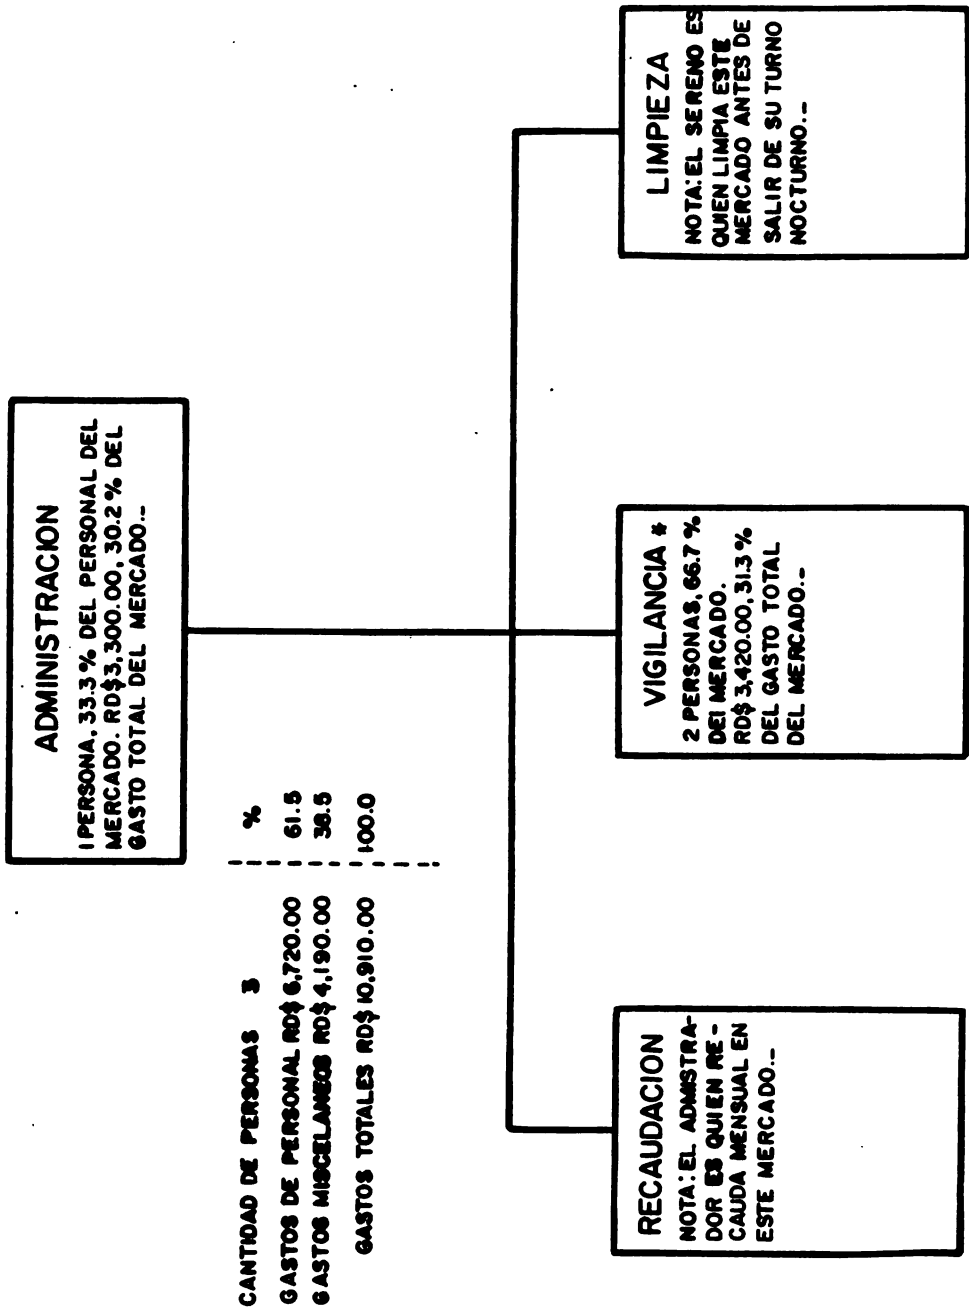 ADMINISTRACION
1 PERSONA, 33.3 % DEL PERSONAL DEL
MERCADO. RD$3,300.00, 30.2 % DEL
GASTO TOTAL DEL MERCADO..-
CANTIDAD DE PERSONAS 3
%
GASTOS DE PERSONAL RD$ 6,720.00 61.5
GASTOS MISCELANEOS RD$ 4,190.00 38.5
GASTOS TOTALES RD$ 10,910.00 100.0
RECAUDACION
NOTA: EL ADMISTRA-
DOR ES QUIEN RE-
CAUDA MENSUAL EN
ESTE MERCADO..-
VIGILANCIA *
2 PERSONAS, 66.7 %
DEI MERCADO.
RD$ 3,420.00, 31.3 %
DEL GASTO TOTAL
DEL MERCADO..-
LIMPIEZA
NOTA: EL SERENO ES
QUIEN LIMPIA ESTE
MERCADO ANTES DE
SALIR DE SU TURNO
NOCTURNO..-